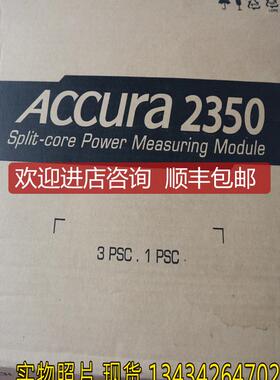 Accura 2350
Split-core Power Measuring Module
欢迎进店咨询 顺丰包邮
3 PSC . 1 PSC
实物照片 现货 13434264702